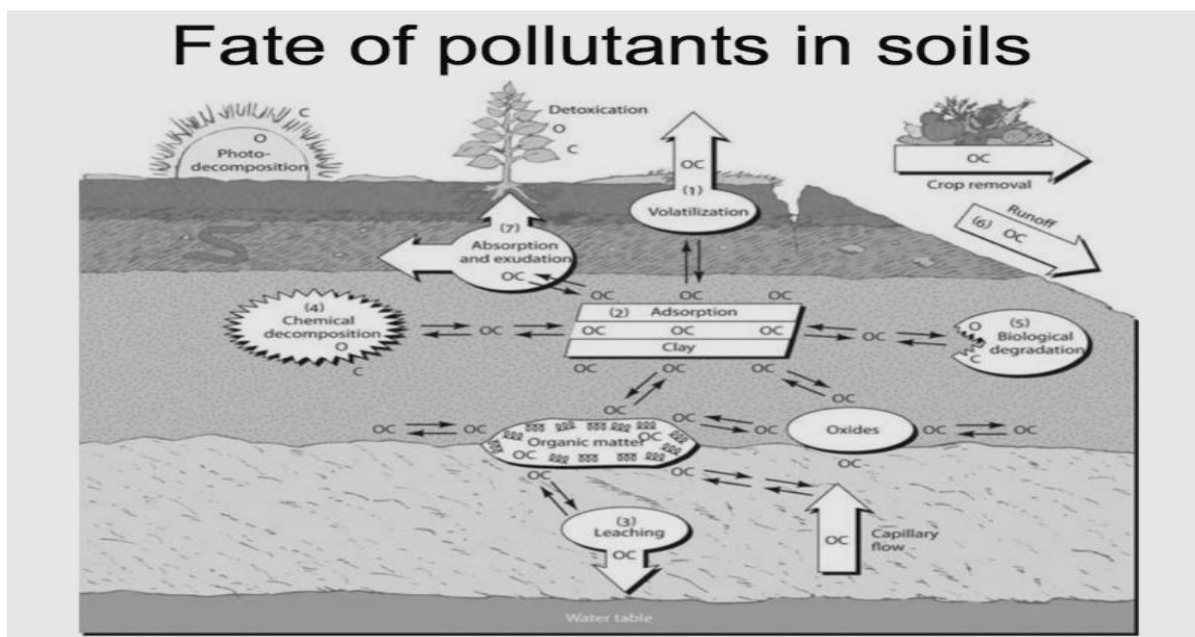 Fate of pollutants in soils
C
O
Photo-
decomposition
Detoxication
O
C
OC
(1)
Volatilization
OC
Crop removal
Runoff
(6) OC
(7)
Absorption
and exudation
OC
OC OC OC
(4)
Chemical
decomposition
O
C
OC
(2) Adsorption
OC OC OC
Clay
OC
O
(5)
Biological
degradation
C
OC OC OC
OC OC
OC
OC OC
Organic matter
OC
OC
OC
Oxides
OC OC
OC
OC OC
(3)
Leaching
OC
OC
Capillary
flow
Water table